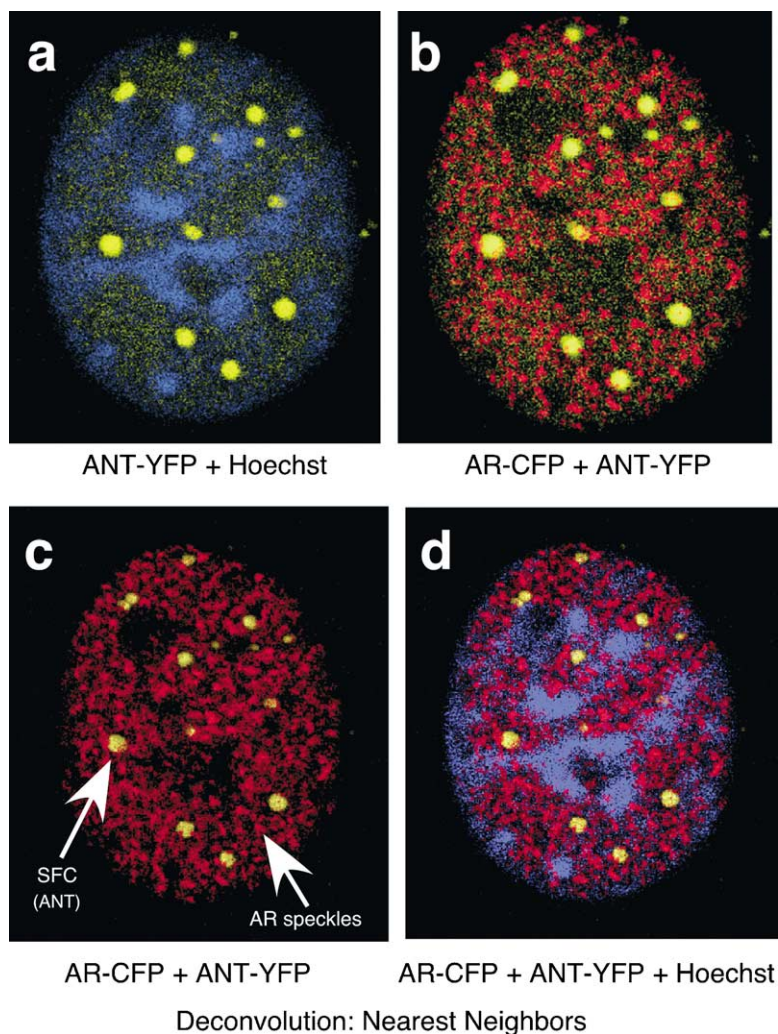 a
b
ANT-YFP + Hoechst
AR-CFP + ANT-YFP
c
d
SFC
(ANT)
AR speckles
AR-CFP + ANT-YFP
AR-CFP + ANT-YFP + Hoechst
Deconvolution: Nearest Neighbors